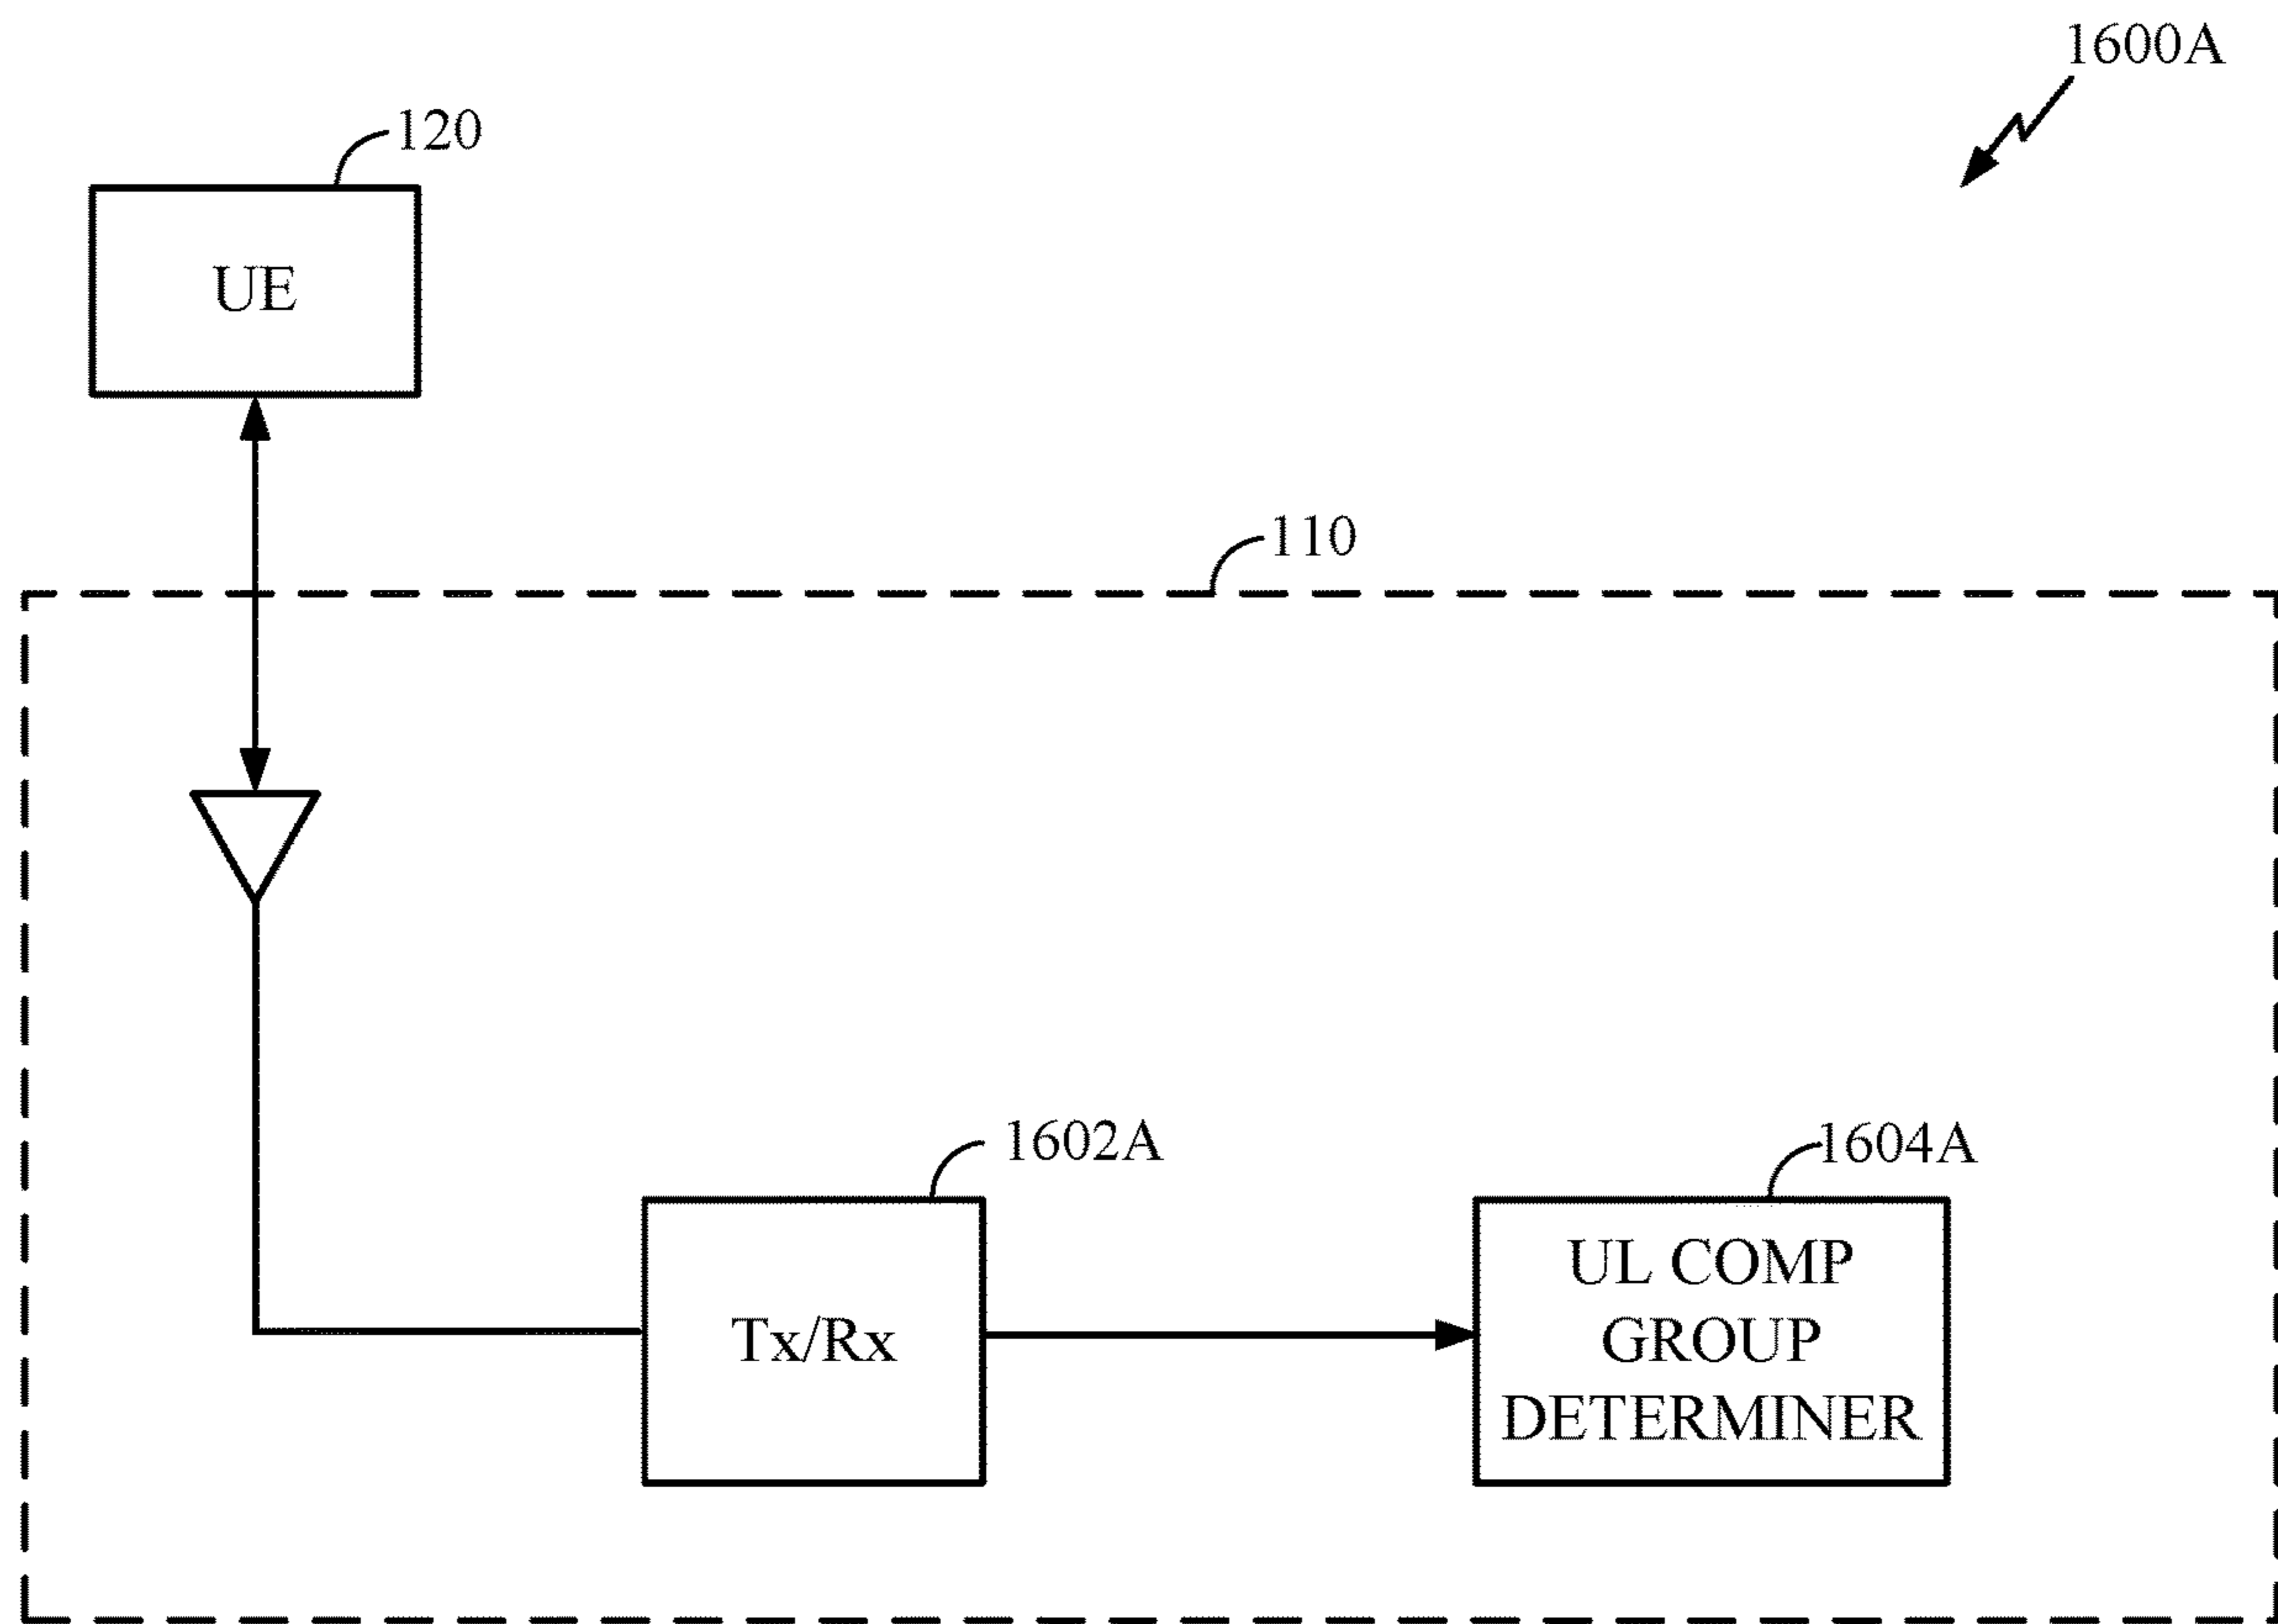 1600A
120
UE
110
1602A
1604A
Tx/Rx
UL COMP
GROUP
DETERMINER